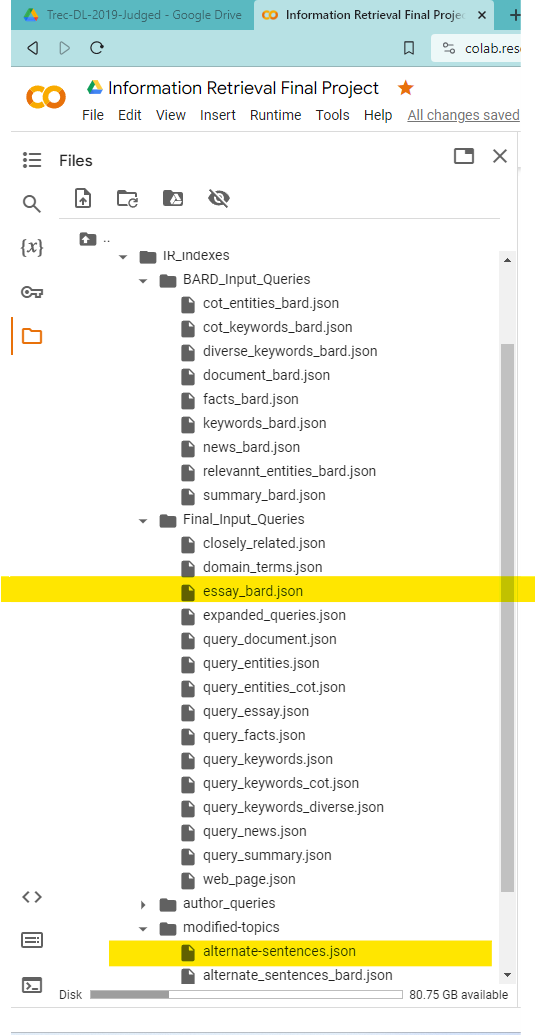 Trec-DL-2019-Judged - Google Drive
Information Retrieval Final Projec
colab.res
Information Retrieval Final Project
File Edit View Insert Runtime Tools Help All changes saved
Files
{x}
..
IR_Indexes
BARD_Input_Queries
cot_entities_bard.json
cot_keywords_bard.json
diverse_keywords_bard.json
document_bard.json
facts_bard.json
keywords_bard.json
news_bard.json
relevannt_entities_bard.json
summary_bard.json
Final_Input_Queries
closely_related.json
domain_terms.json
essay_bard.json
expanded_queries.json
query_document.json
query_entities.json
query_entities_cot.json
query_essay.json
query_facts.json
query_keywords.json
query_keywords_cot.json
query_keywords_diverse.json
query_news.json
query_summary.json
web_page.json
author_queries
modified-topics
alternate-sentences.json
alternate_sentences_bard.json
Disk 80.75 GB available